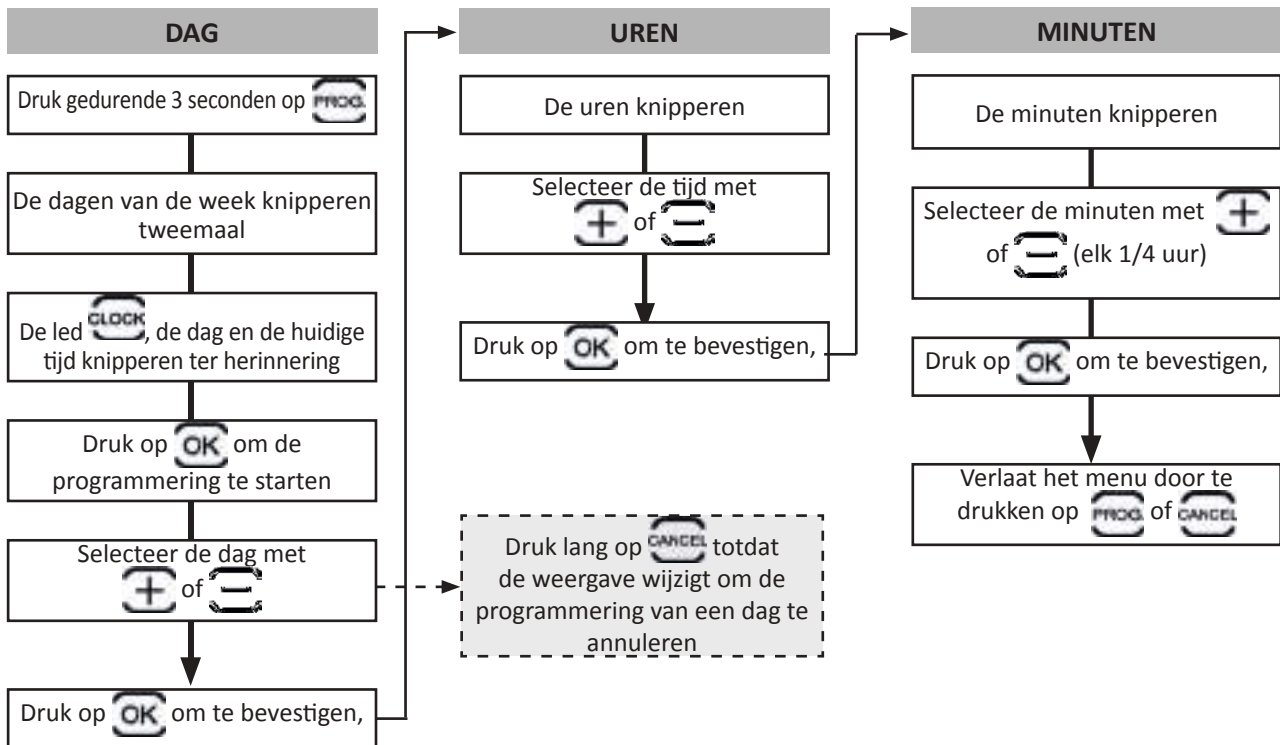 DAG
Druk gedurende 3 seconden op PROG.
De dagen van de week knipperen
tweemaal
De led CLOCK, de dag en de huidige
tijd knipperen ter herinnering
Druk op OK om de
programmering te starten
Selecteer de dag met
+ of −
Druk op OK om te bevestigen,
UREN
De uren knipperen
Selecteer de tijd met
+ of −
Druk op OK om te bevestigen,
Druk lang op CANCEL totdat
de weergave wijzigt om de
programmering van een dag te
annuleren
MINUTEN
De minuten knipperen
Selecteer de minuten met +
of − (elk 1/4 uur)
Druk op OK om te bevestigen,
Verlaat het menu door te
drukken op PROG. of CANCEL